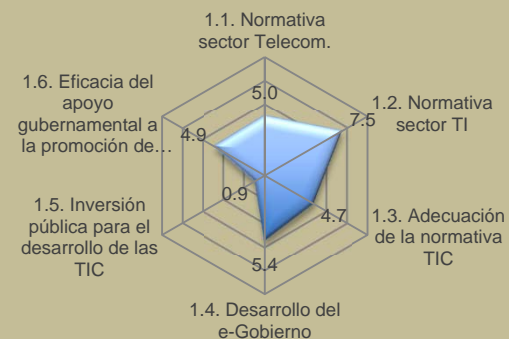 1.1. Normativa
sector Telecom.
5.0
1.2. Normativa
sector TI
7.5
1.3. Adecuación
de la normativa
TIC
4.7
1.4. Desarrollo del
e-Gobierno
5.4
1.5. Inversión
pública para el
desarrollo de las
TIC
0.9
1.6. Eficacia del
apoyo
gubernamental a
la promoción de…
4.9